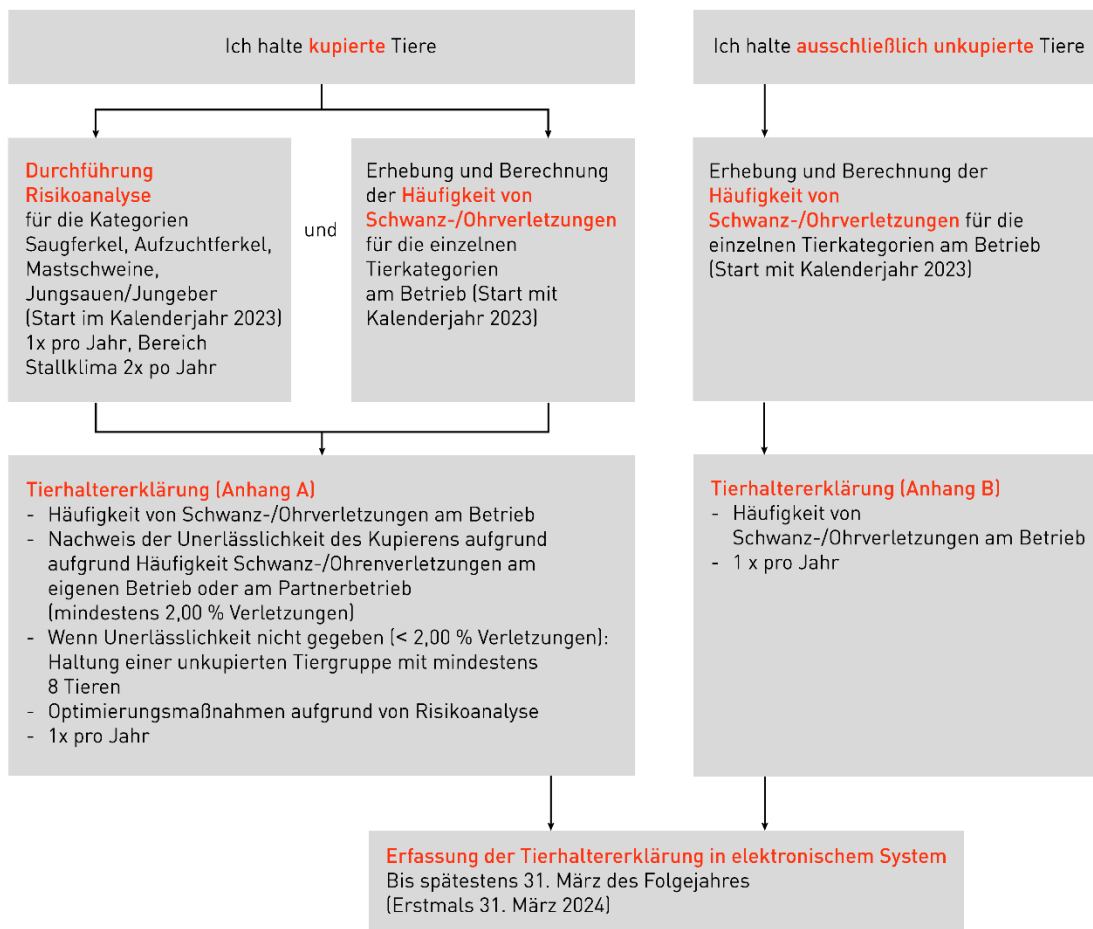 Ich halte kupierte Tiere
Ich halte ausschließlich unkupierte Tiere
Durchführung
Risikoanalyse
für die Kategorien
Saugferkel, Aufzuchtferkel,
Mastschweine,
Jungsauen/Jungeber
(Start im Kalenderjahr 2023)
1x pro Jahr, Bereich
Stallklima 2x po Jahr
und
Erhebung und Berechnung
der Häufigkeit von
Schwanz-/Ohrverletzungen
für die einzelnen
Tierkategorien
am Betrieb (Start mit
Kalenderjahr 2023)
Erhebung und Berechnung der
Häufigkeit von
Schwanz-/Ohrverletzungen für die
einzelnen Tierkategorien am Betrieb
(Start mit Kalenderjahr 2023)
Tierhaltererklärung (Anhang A)
- Häufigkeit von Schwanz-/Ohrverletzungen am Betrieb
- Nachweis der Unerlässlichkeit des Kupierens aufgrund
aufgrund Häufigkeit Schwanz-/Ohrenverletzungen am
eigenen Betrieb oder am Partnerbetrieb
(mindestens 2,00 % Verletzungen)
- Wenn Unerlässlichkeit nicht gegeben (< 2,00 % Verletzungen):
Haltung einer unkupierten Tiergruppe mit mindestens
8 Tieren
- Optimierungsmaßnahmen aufgrund von Risikoanalyse
- 1x pro Jahr
Tierhaltererklärung (Anhang B)
- Häufigkeit von
Schwanz-/Ohrverletzungen am Betrieb
- 1 x pro Jahr
Erfassung der Tierhaltererklärung in elektronischem System
Bis spätestens 31. März des Folgejahres
(Erstmals 31. März 2024)